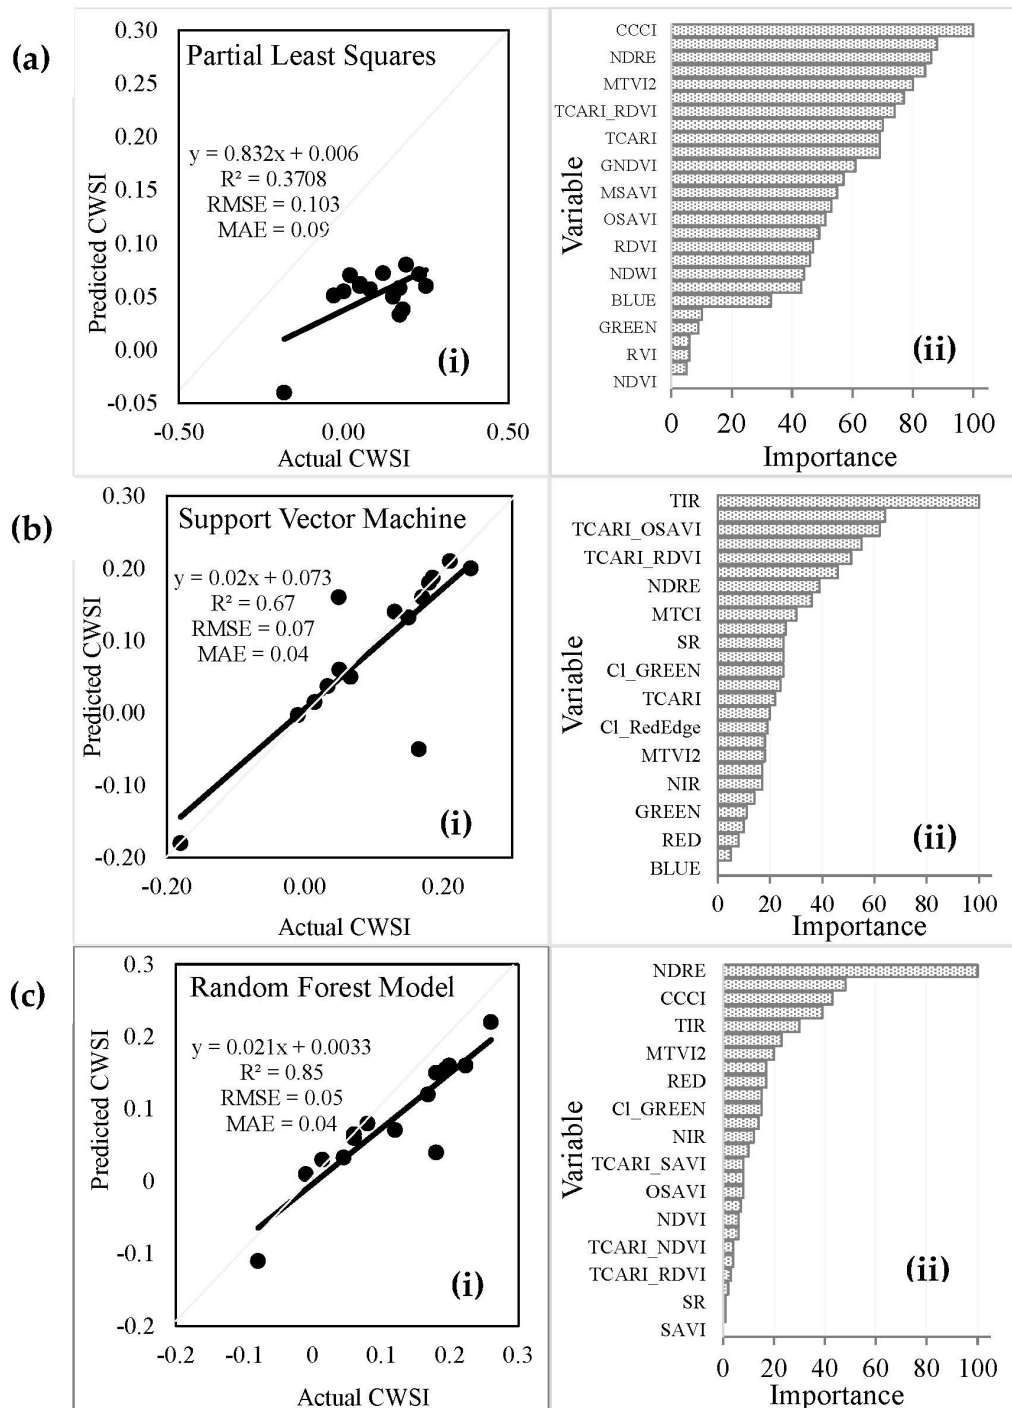 (a)
Partial Least Squares
y = 0.832x + 0.006
R² = 0.3708
RMSE = 0.103
MAE = 0.09
(i)
Predicted CWSI
0.30
0.25
0.20
0.15
0.10
0.05
0.00
-0.05
-0.50 0.00 0.50
Actual CWSI
Variable
CCCI
NDRE
MTVI2
TCARI_RDVI
TCARI
GNDVI
MSAVI
OSAVI
RDVI
NDWI
BLUE
GREEN
RVI
NDVI
(ii)
0 20 40 60 80 100
Importance
(b)
Support Vector Machine
y = 0.02x + 0.073
R² = 0.67
RMSE = 0.07
MAE = 0.04
(i)
Predicted CWSI
0.30
0.20
0.10
0.00
-0.10
-0.20
-0.20 0.00 0.20
Actual CWSI
Variable
TIR
TCARI_OSAVI
TCARI_RDVI
NDRE
MTCI
SR
Cl_GREEN
TCARI
Cl_RedEdge
MTVI2
NIR
GREEN
RED
BLUE
(ii)
0 20 40 60 80 100
Importance
(c)
Random Forest Model
y = 0.021x + 0.0033
R² = 0.85
RMSE = 0.05
MAE = 0.04
(i)
Predicted CWSI
0.3
0.2
0.1
0
-0.1
-0.2
-0.2 -0.1 0 0.1 0.2 0.3
Actual CWSI
Variable
NDRE
CCCI
TIR
MTVI2
RED
Cl_GREEN
NIR
TCARI_SAVI
OSAVI
NDVI
TCARI_NDVI
TCARI_RDVI
SR
SAVI
(ii)
0 20 40 60 80 100
Importance